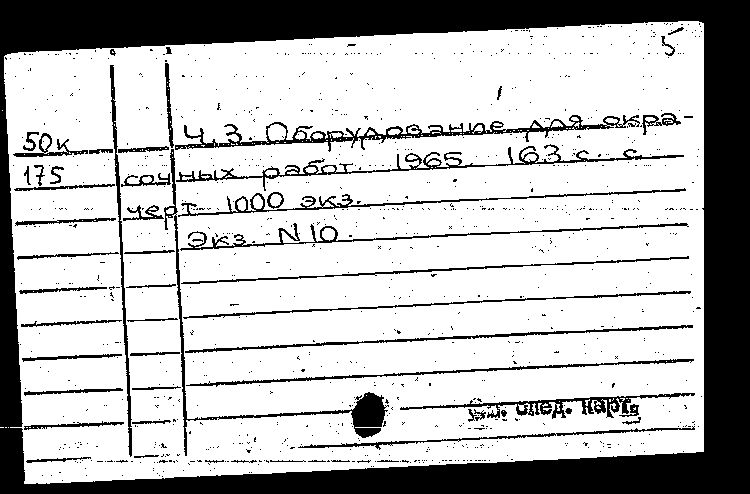 5
50к Ч. 3. Оборудование для окра-
175 сочных работ. 1965. 163 с. с
черт 1000 экз.
Экз. N 10.
См. след. карт.